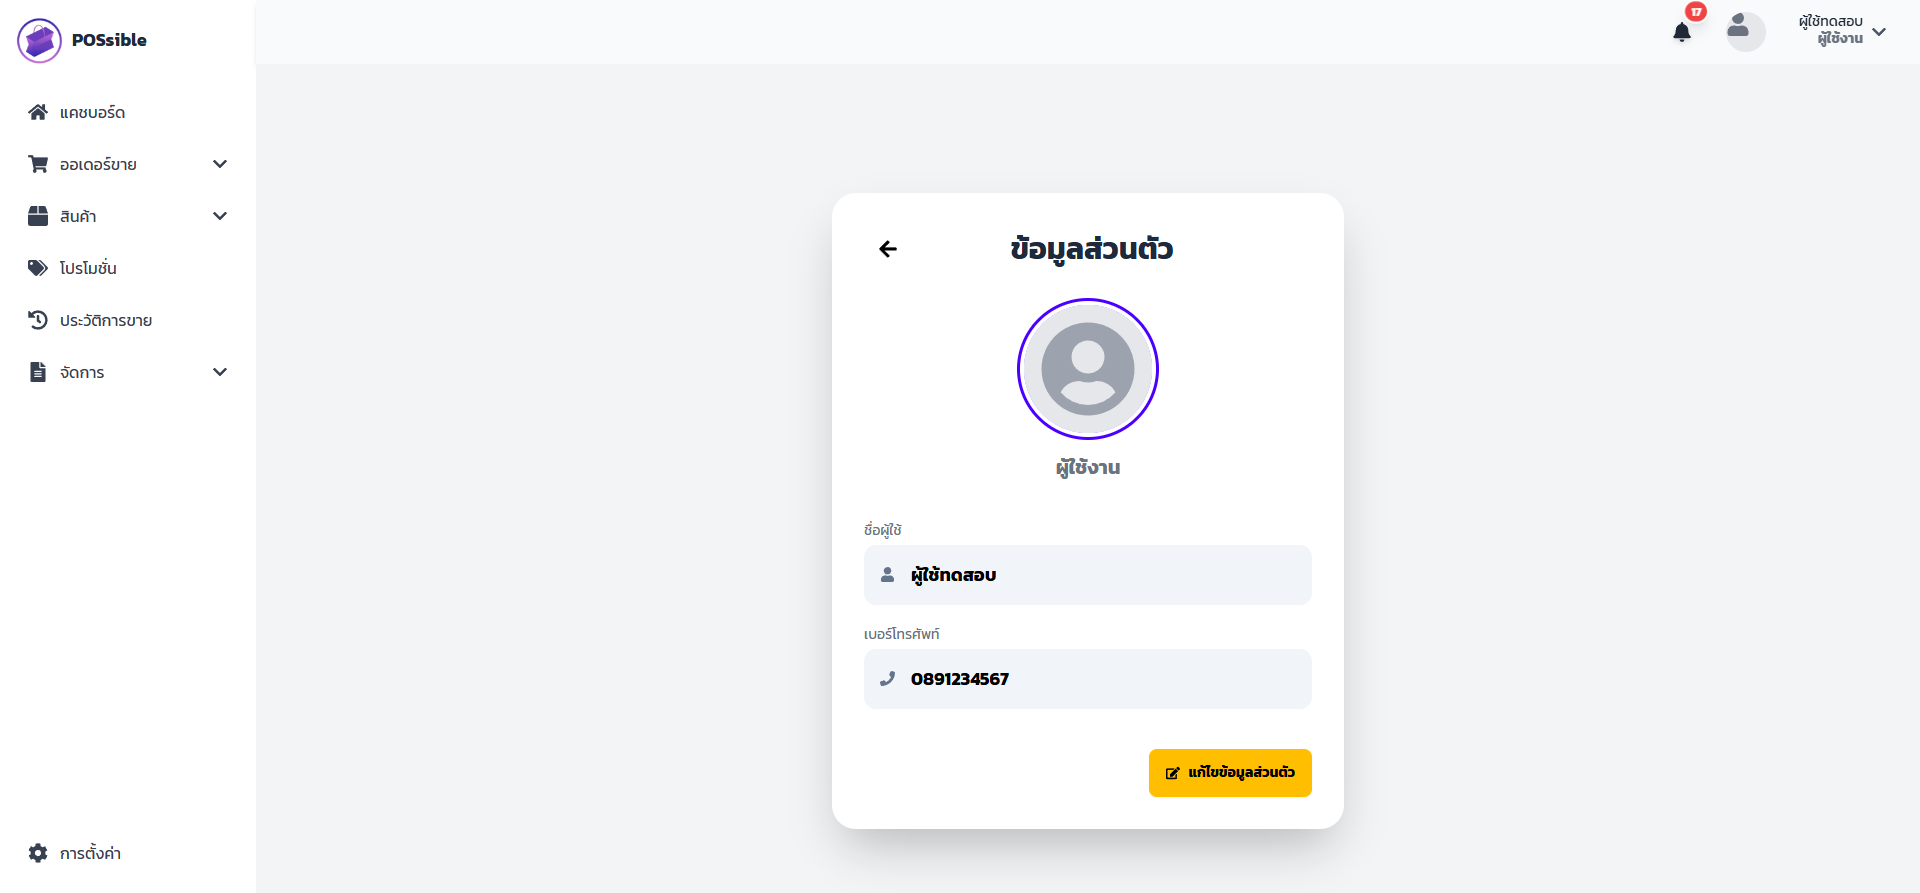 POSsible
แคชบอร์ด
ออเดอร์ขาย
สินค้า
โปรโมชั่น
ประวัติการขาย
จัดการ
การตั้งค่า
17
ผู้ใช้ทดสอบ
ผู้ใช้งาน
ข้อมูลส่วนตัว
ผู้ใช้งาน
ชื่อผู้ใช้
ผู้ใช้ทดสอบ
เบอร์โทรศัพท์
0891234567
แก้ไขข้อมูลส่วนตัว